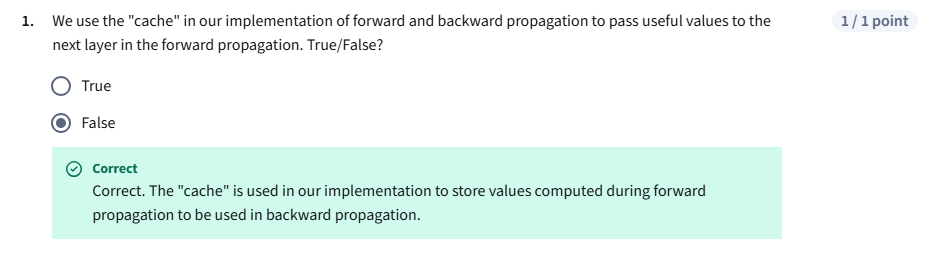 1. We use the "cache" in our implementation of forward and backward propagation to pass useful values to the 1 / 1 point
next layer in the forward propagation. True/False?
True
False
Correct
Correct. The "cache" is used in our implementation to store values computed during forward
propagation to be used in backward propagation.